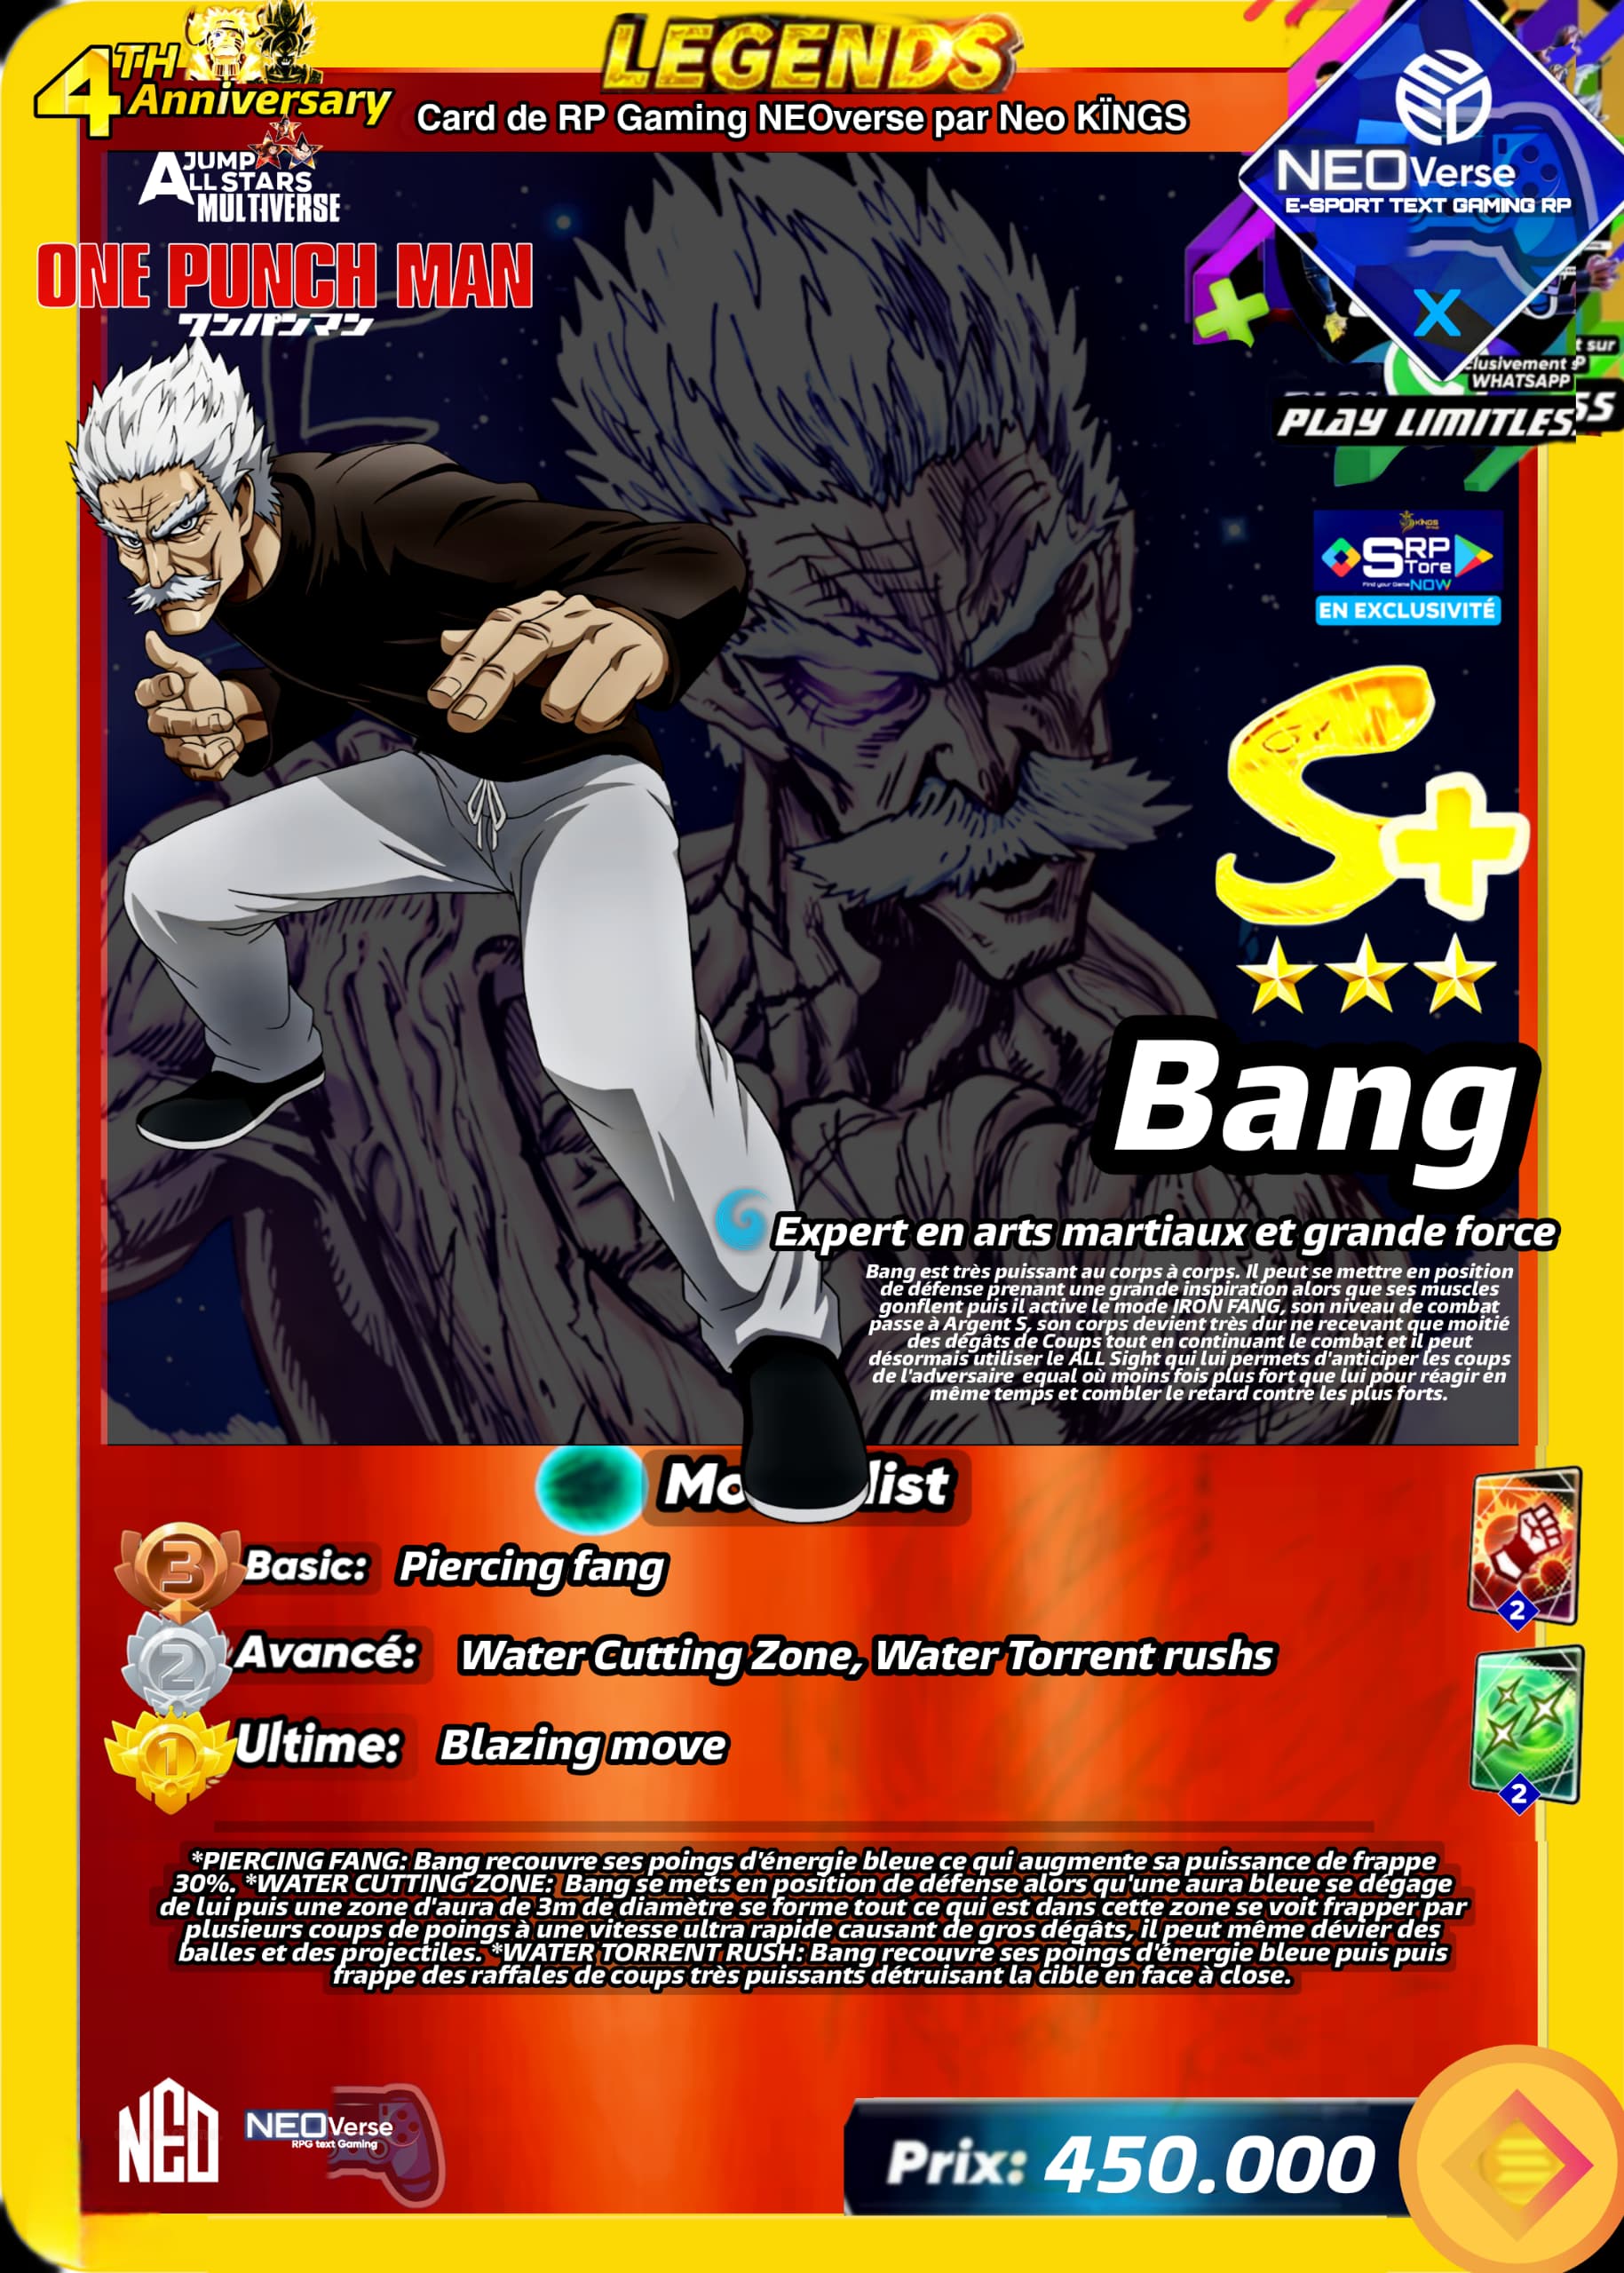 4TH
Anniversary
LEGENDS
Card de RP Gaming NEOverse par Neo KÏNGS
JUMP
ALL STARS
MULTIVERSE
ONE PUNCH MAN
ワンパンマン
NEOVerse
E-SPORT TEXT GAMING RP
X
t sur
clusivement
WHATSAPP
PLAY LIMITLES
SS
KINGS
SRP
Tore
Find your Game NOW
EN EXCLUSIVITÉ
S+
Bang
Expert en arts martiaux et grande force
Bang est très puissant au corps à corps. Il peut se mettre en position
de défense prenant une grande inspiration alors que ses muscles
gonflent puis il active le mode IRON FANG, son niveau de combat
passe à Argent S, son corps devient très dur ne recevant que moitié
des dégâts de Coups tout en continuant le combat et il peut
désormais utiliser le ALL Sight qui lui permets d'anticiper les coups
de l'adversaire equal où moins fois plus fort que lui pour réagir en
même temps et combler le retard contre les plus forts.
Mo list
3 Basic: Piercing fang
2
2 Avancé: Water Cutting Zone, Water Torrent rushs
1 Ultime: Blazing move
2
*PIERCING FANG: Bang recouvre ses poings d'énergie bleue ce qui augmente sa puissance de frappe
30%. *WATER CUTTING ZONE: Bang se mets en position de défense alors qu'une aura bleue se dégage
de lui puis une zone d'aura de 3m de diamètre se forme tout ce qui est dans cette zone se voit frapper par
plusieurs coups de poings à une vitesse ultra rapide causant de gros dégâts, il peut même dévier des
balles et des projectiles. *WATER TORRENT RUSH: Bang recouvre ses poings d'énergie bleue puis puis
frappe des raffales de coups très puissants détruisant la cible en face à close.
NEO
NEOVerse
RPG text Gaming
Prix: 450.000